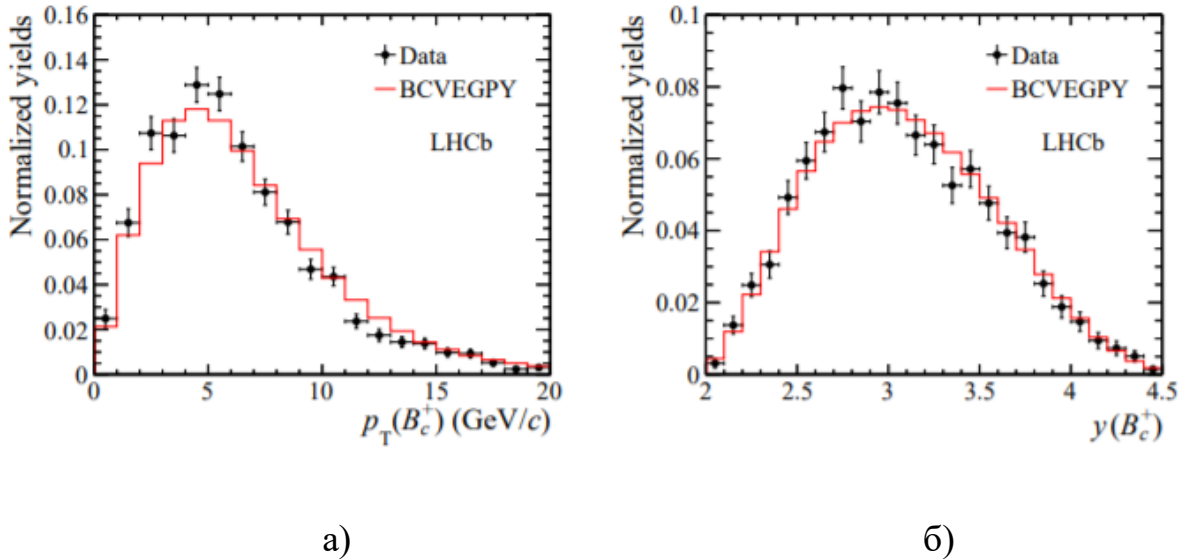 Normalized yields
0.16
0.14
0.12
0.1
0.08
0.06
0.04
0.02
0
Data
BCVEGPY
LHCb
0 5 10 15 20
p_T(B_c^+) (GeV/c)
а)
Normalized yields
0.1
0.08
0.06
0.04
0.02
0
Data
BCVEGPY
LHCb
2 2.5 3 3.5 4 4.5
y(B_c^+)
б)